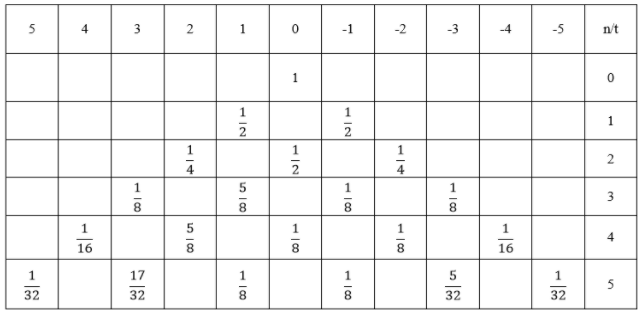 5 4 3 2 1 0 -1 -2 -3 -4 -5 n/t
1 0
1/2 1/2 1
1/4 1/2 1/4 2
1/8 5/8 1/8 1/8 3
1/16 5/8 1/8 1/8 1/16 4
1/32 17/32 1/8 1/8 5/32 1/32 5